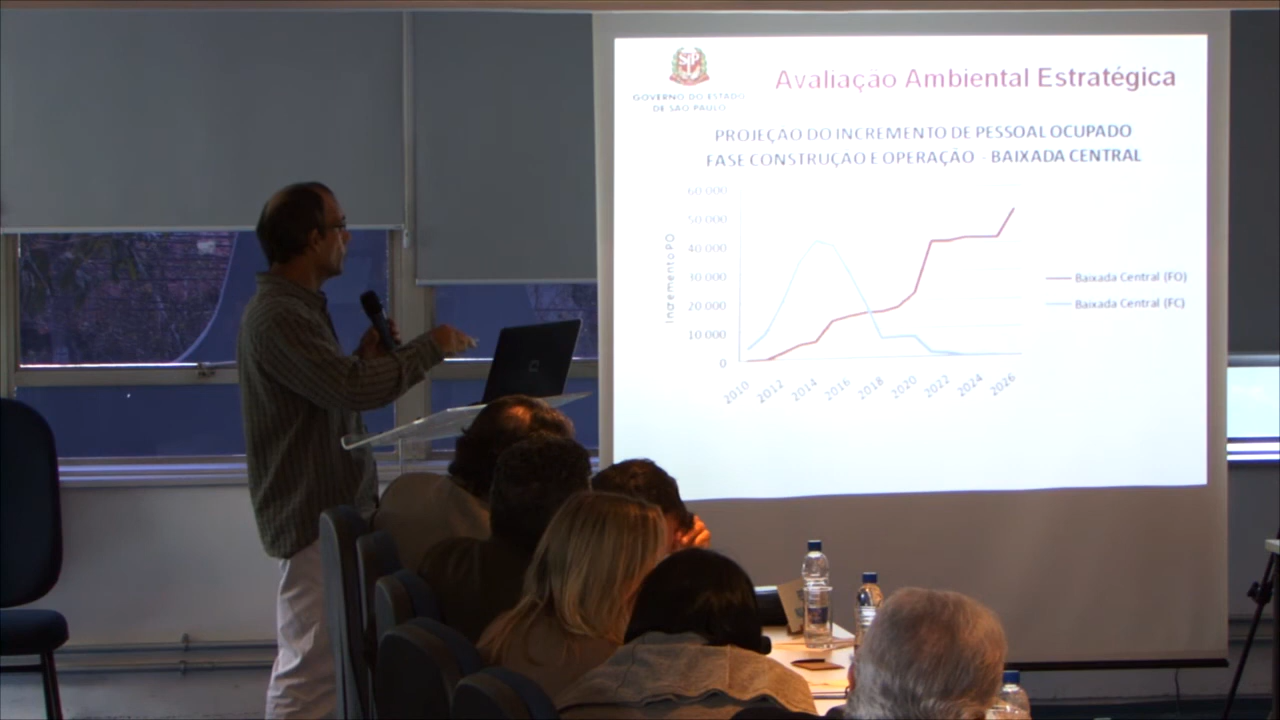 SP
GOVERNO DO ESTADO
DE SÃO PAULO
Avaliação Ambiental Estratégica
PROJEÇÃO DO INCREMENTO DE PESSOAL OCUPADO
FASE CONSTRUÇÃO E OPERAÇÃO - BAIXADA CENTRAL
Incremento PO
60 000
50 000
40 000
30 000
20 000
10 000
0
2010
2012
2014
2016
2018
2020
2022
2024
2026
Baixada Central (FO)
Baixada Central (FC)